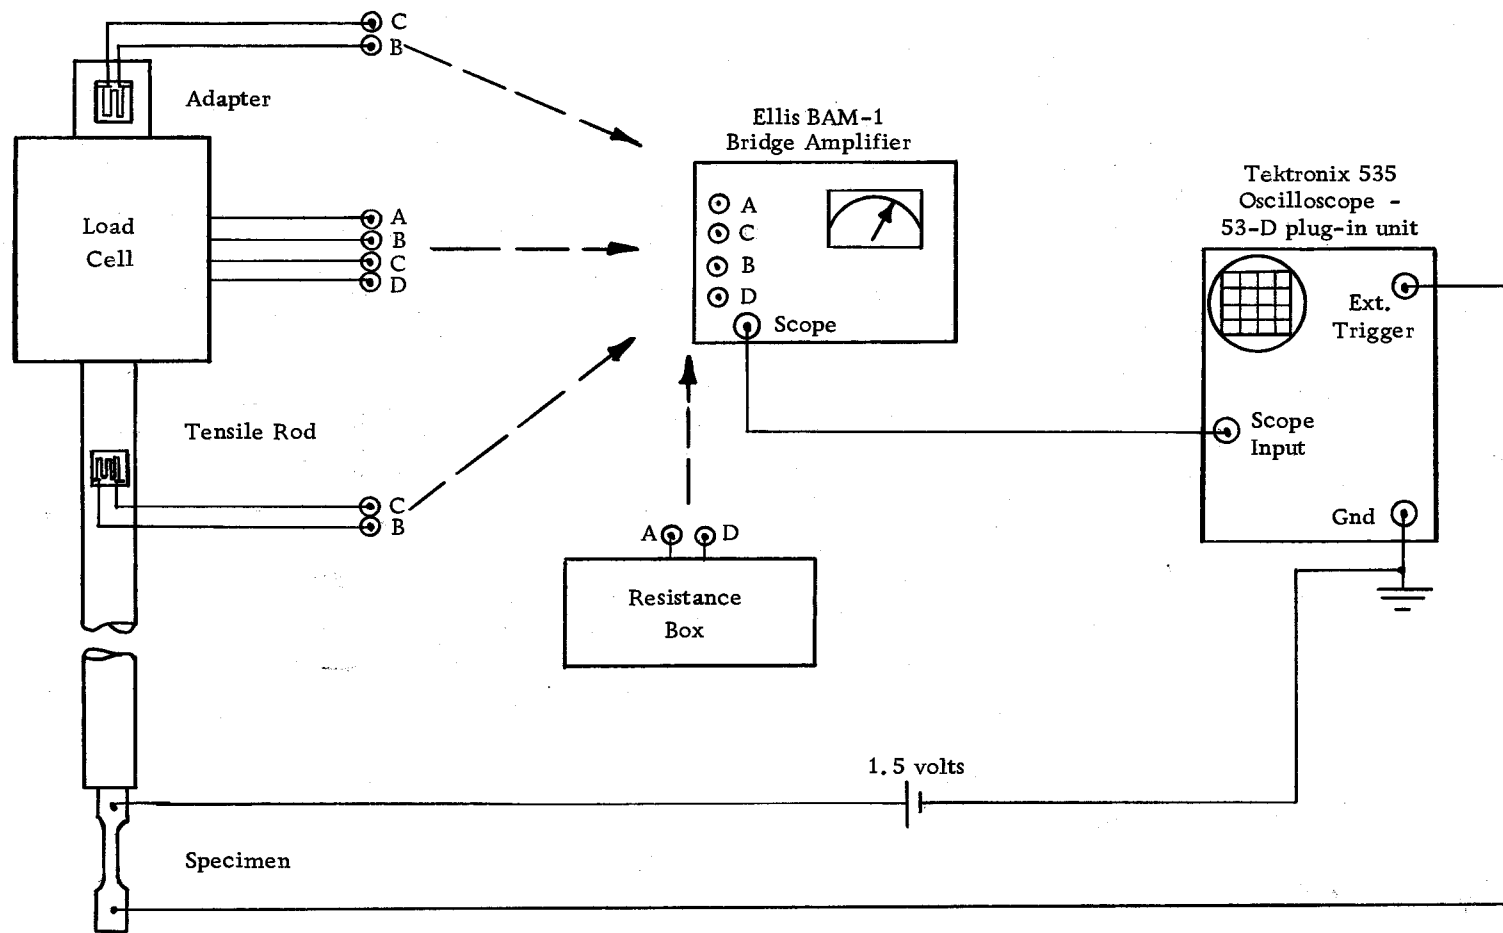 C
B
Adapter
Load
Cell
A
B
C
D
Tensile Rod
C
B
Specimen
Ellis BAM-1
Bridge Amplifier
A
C
B
D
Scope
A D
Resistance
Box
1.5 volts
Tektronix 535
Oscilloscope -
53-D plug-in unit
Ext.
Trigger
Scope
Input
Gnd